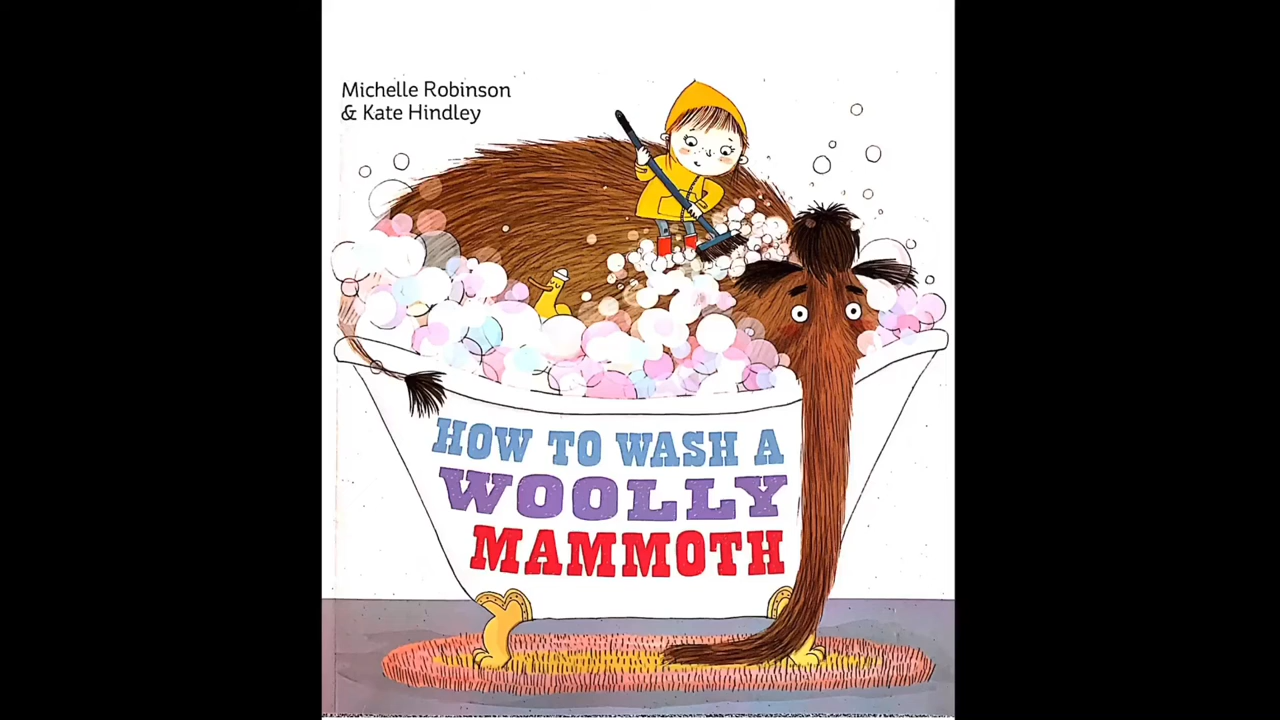 Michelle Robinson
& Kate Hindley
HOW TO WASH A
WOOLLY
MAMMOTH